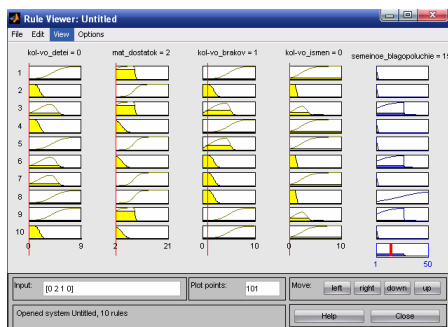 Rule Viewer: Untitled
File Edit View Options
kol-vo_detei = 0 mat_dostatok = 2 kol-vo_brakov = 1 kol-vo_ismen = 0 semeinoe_blagopoluchie = 15
1
2
3
4
5
6
7
8
9
10
0 9 2 21 0 10 0 10
1 50
Input: [0 2 1 0] Plot points: 101 Move: left right down up
Opened system Untitled, 10 rules Help Close